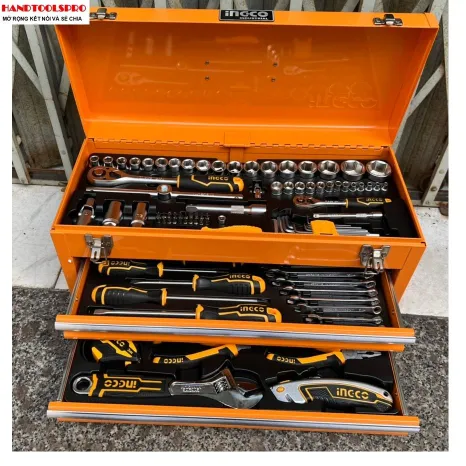 HANDTOOLSPRO
MỞ RỘNG KẾT NỐI VÀ SẺ CHIA
INGCO
INGCO
INGCO
INGCO
INGCO
INGCO